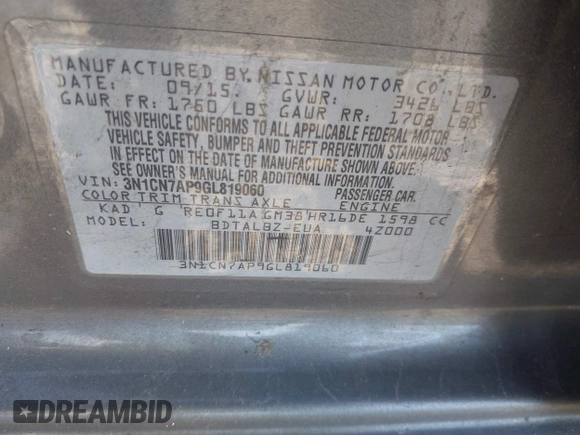 MANUFACTURED BY NISSAN MOTOR CO.,LTD.
DATE: 09/15 GVWR: 3426 LBS
GAWR FR: 1760 LBS GAWR RR: 1708 LBS
THIS VEHICLE CONFORMS TO ALL APPLICABLE FEDERAL MOTOR
VEHICLE SAFETY, BUMPER AND THEFT PREVENTION STANDARDS
IN EFFECT ON THE DATE OF MANUFACTURE SHOWN ABOVE.
SEE OWNER'S MANUAL FOR ADDITIONAL INFORMATION.
VIN: 3N1CN7AP9GL819060 PASSENGER CAR.
COLOR TRIM TRANS AXLE ENGINE
KAD G RE0F11A GM38 HR16DE 1598 CC
MODEL: BDTALBZ-EUA 42000
3N1CN7AP9GL819060
DREAMBID